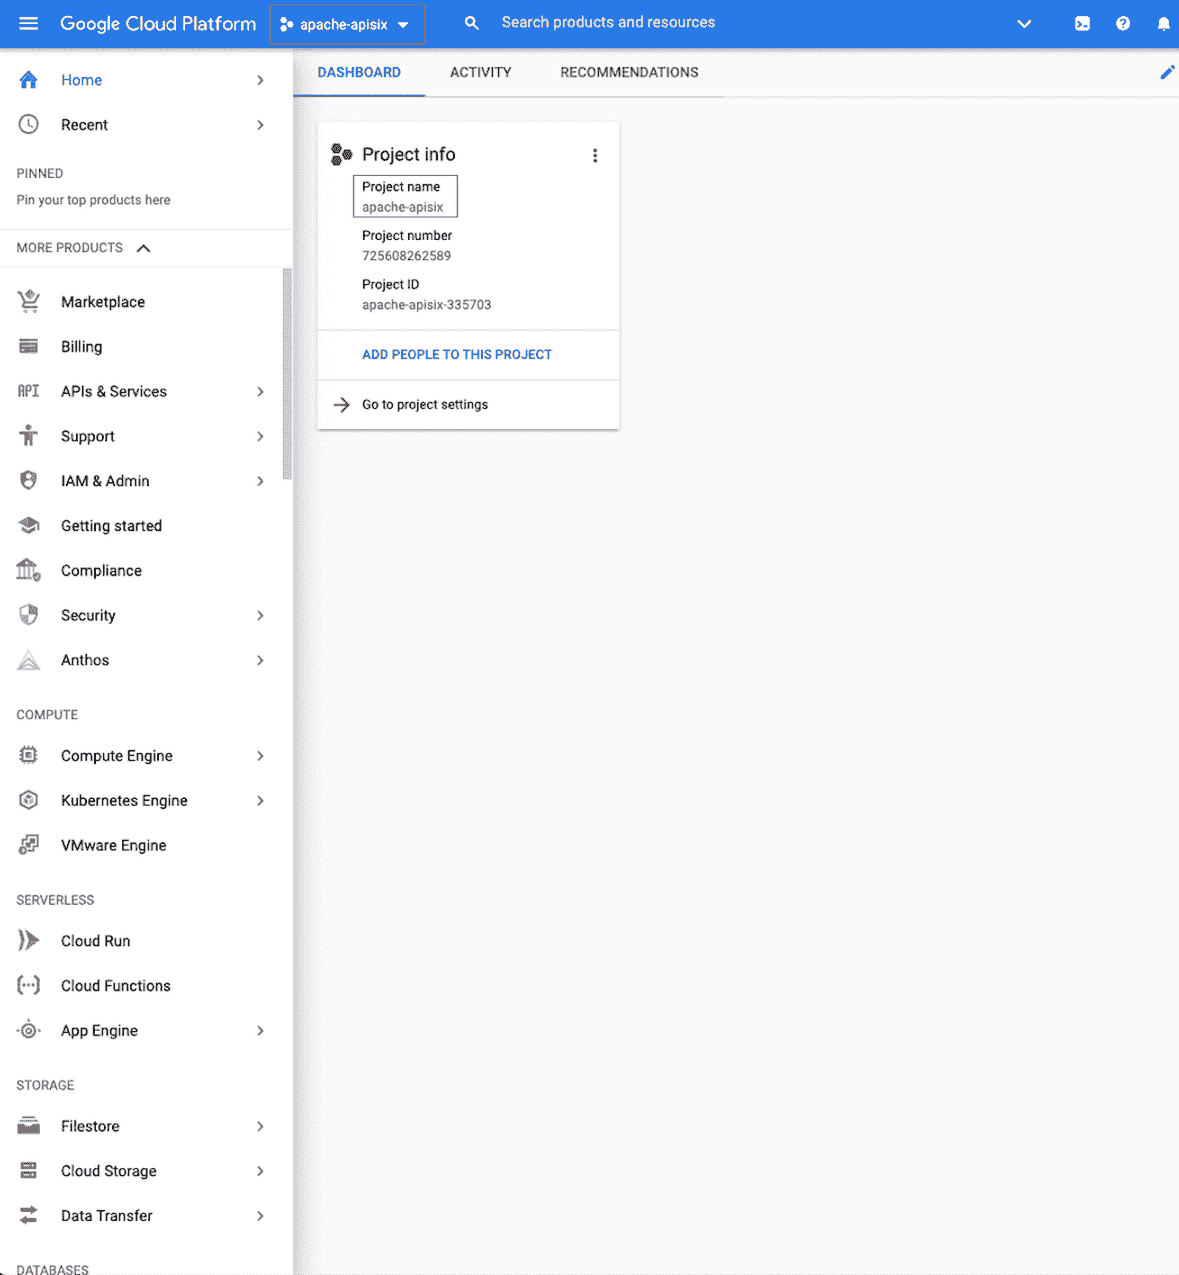 Google Cloud Platform
apache-apisix
Search products and resources
Home
Recent
PINNED
Pin your top products here
MORE PRODUCTS
Marketplace
Billing
API
APIs & Services
Support
IAM & Admin
Getting started
Compliance
Security
Anthos
COMPUTE
Compute Engine
Kubernetes Engine
VMware Engine
SERVERLESS
Cloud Run
Cloud Functions
App Engine
STORAGE
Filestore
Cloud Storage
Data Transfer
DATABASES
DASHBOARD
ACTIVITY
RECOMMENDATIONS
Project info
Project name
apache-apisix
Project number
725608262589
Project ID
apache-apisix-335703
ADD PEOPLE TO THIS PROJECT
Go to project settings